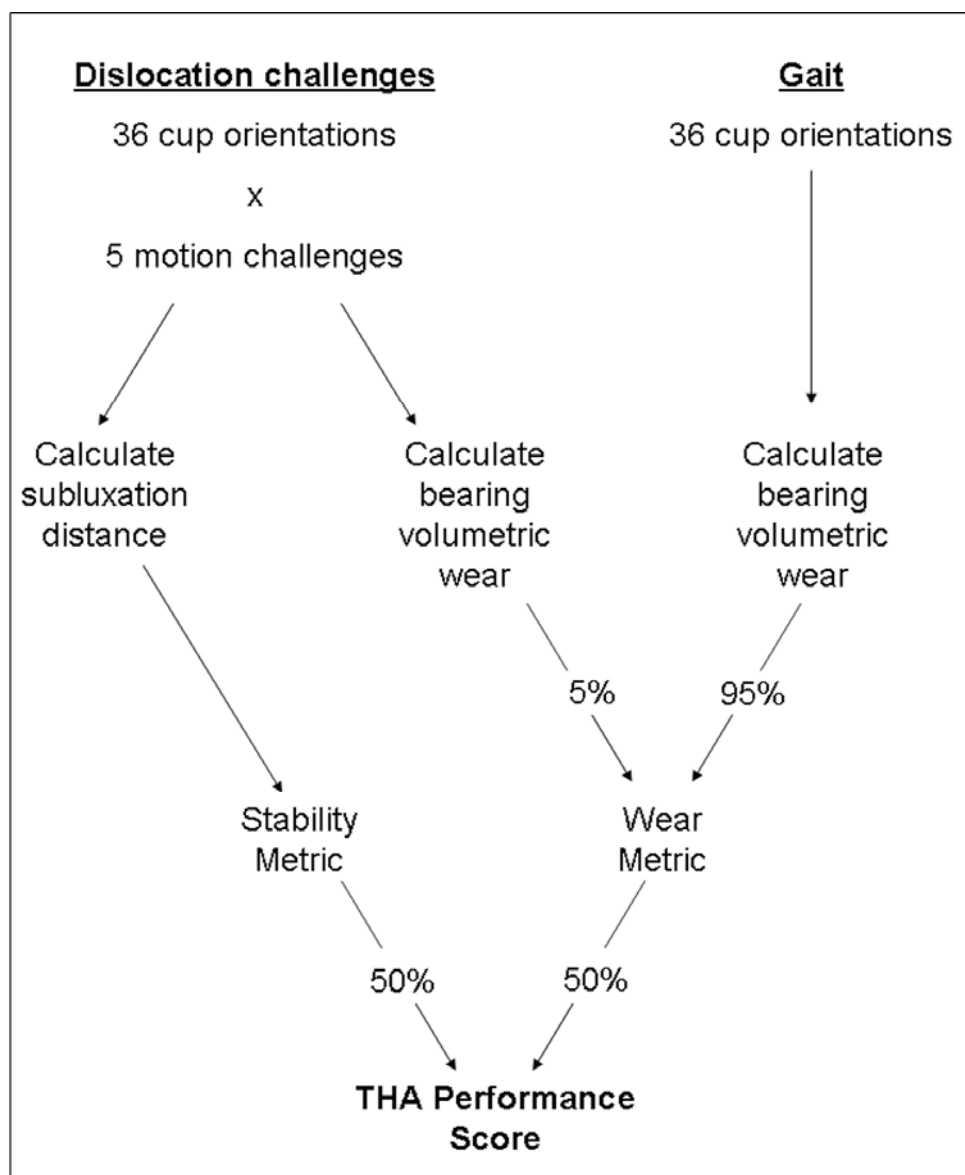 Dislocation challenges
36 cup orientations
x
5 motion challenges
Gait
36 cup orientations
Calculate
subluxation
distance
Calculate
bearing
volumetric
wear
Calculate
bearing
volumetric
wear
5%
95%
Stability
Metric
Wear
Metric
50%
50%
THA Performance
Score